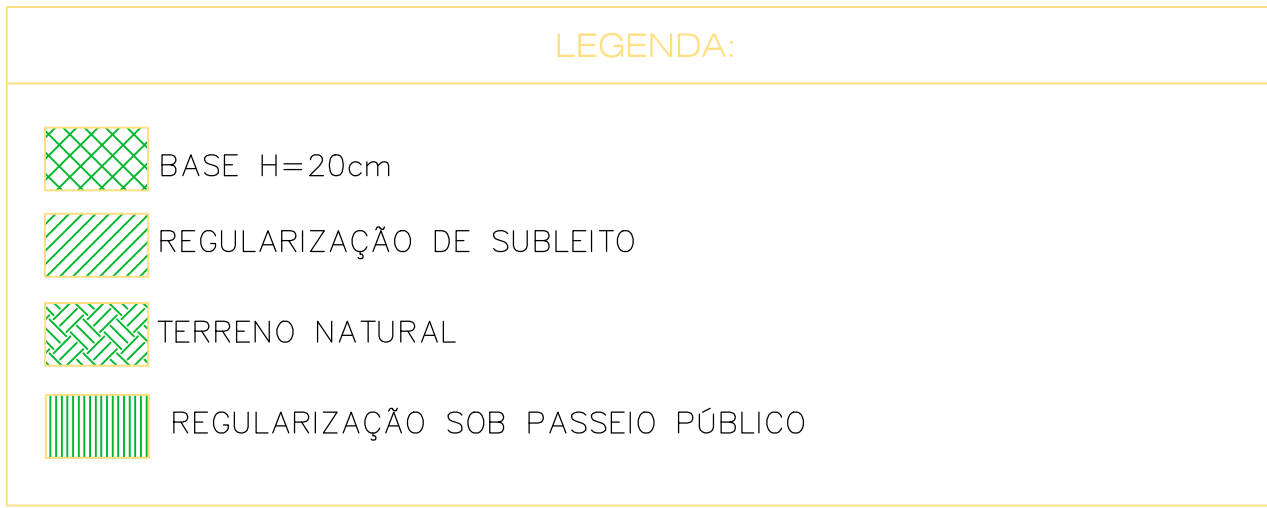 LEGENDA:
BASE H=20cm
REGULARIZAÇÃO DE SUBLEITO
TERRENO NATURAL
REGULARIZAÇÃO SOB PASSEIO PÚBLICO